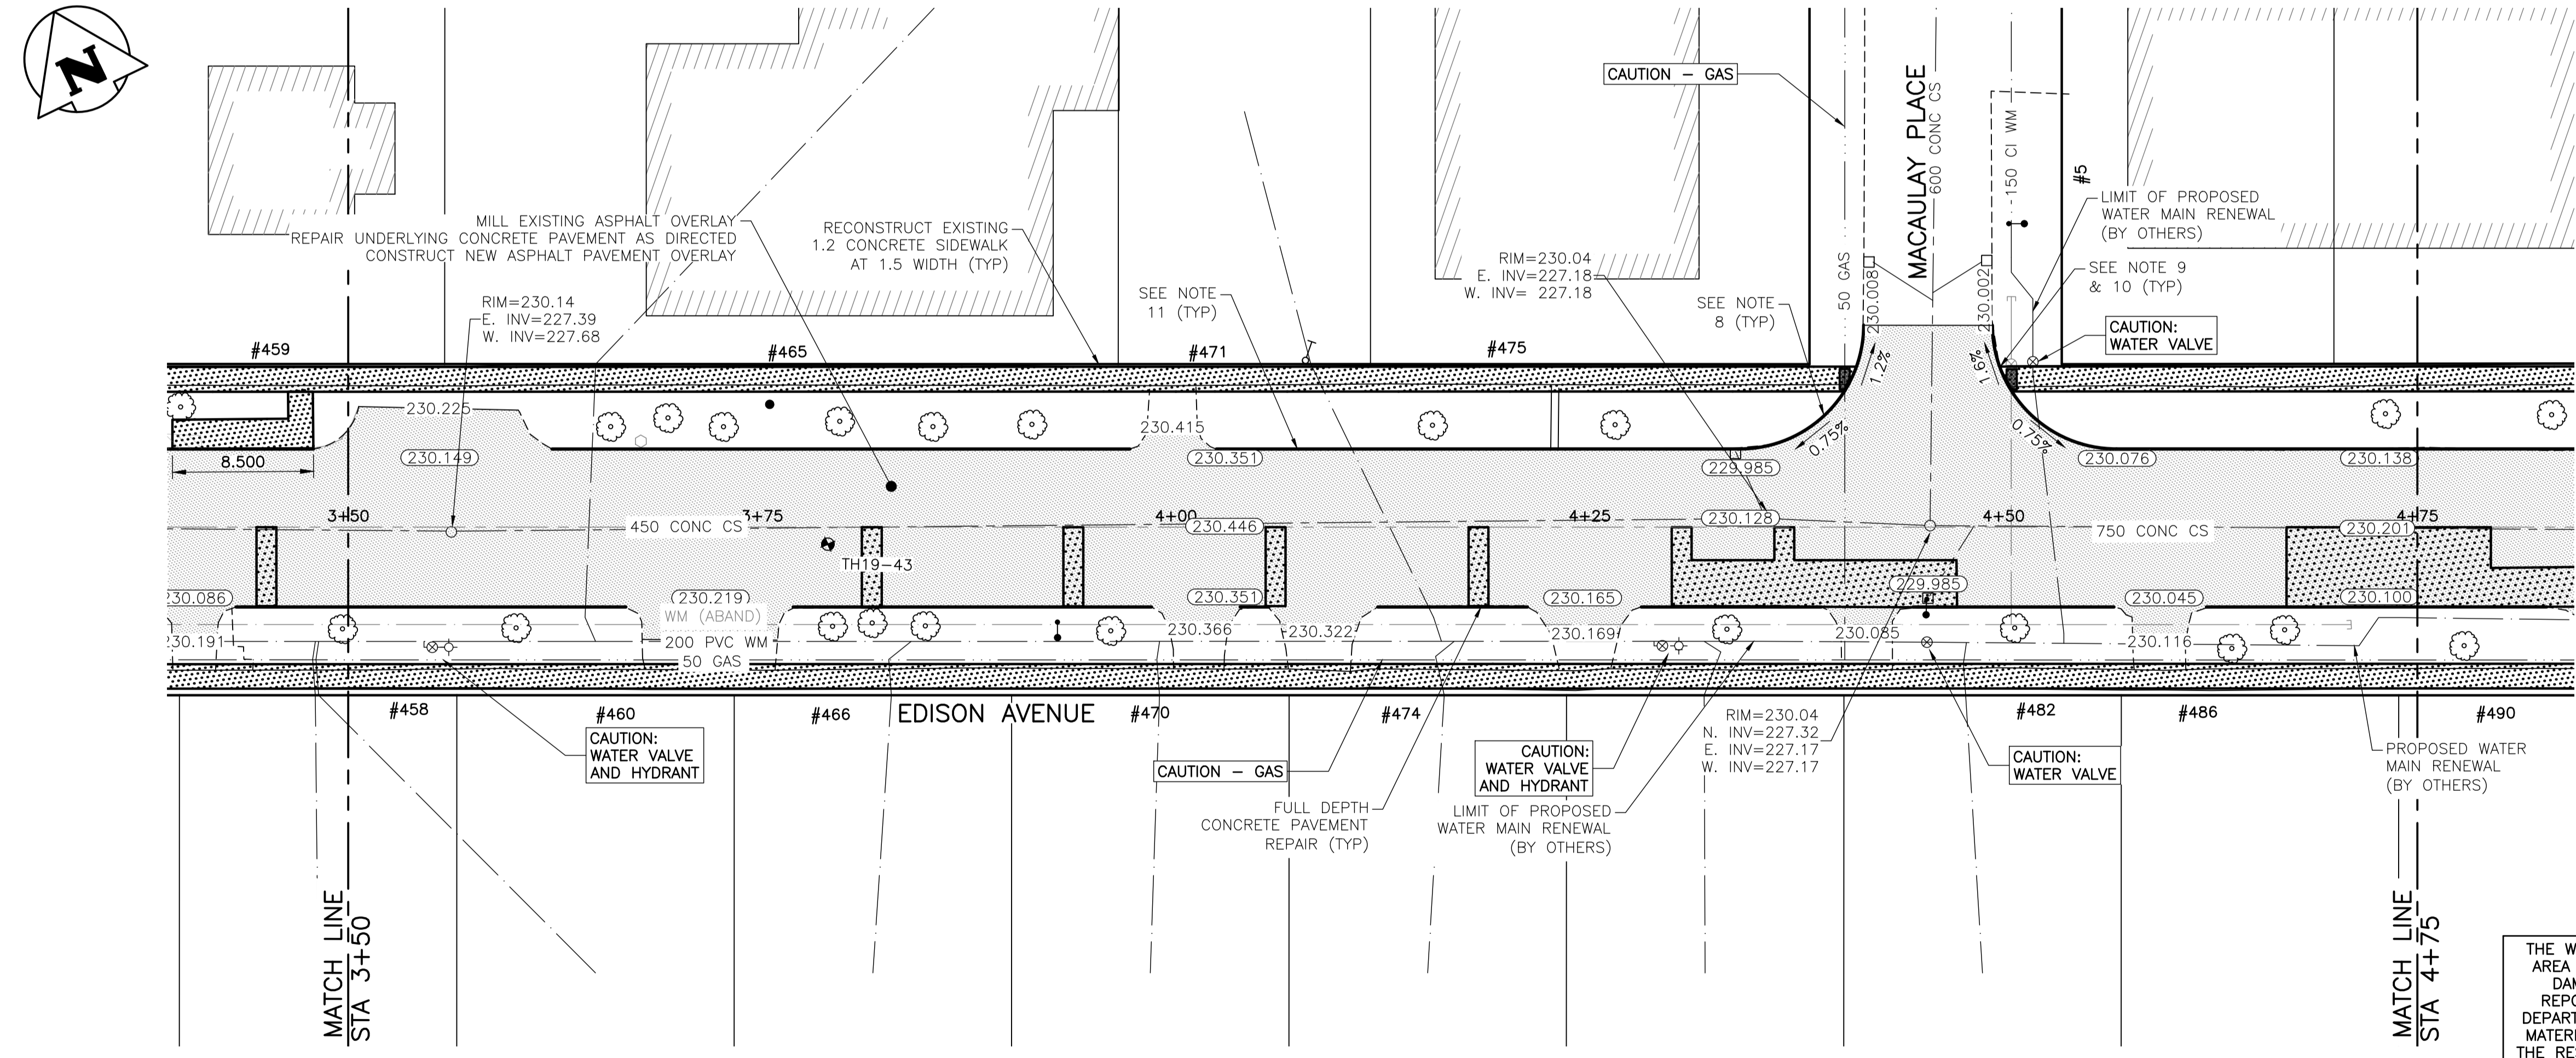 N
CAUTION – GAS
MACAULAY PLACE
600 CONC CS
150 CI WM
50 GAS
#5
LIMIT OF PROPOSED
WATER MAIN RENEWAL
(BY OTHERS)
SEE NOTE 9
& 10 (TYP)
CAUTION:
WATER VALVE
MILL EXISTING ASPHALT OVERLAY
REPAIR UNDERLYING CONCRETE PAVEMENT AS DIRECTED
CONSTRUCT NEW ASPHALT PAVEMENT OVERLAY
RECONSTRUCT EXISTING
1.2 CONCRETE SIDEWALK
AT 1.5 WIDTH (TYP)
RIM=230.14
E. INV=227.39
W. INV=227.68
SEE NOTE
11 (TYP)
RIM=230.04
E. INV=227.18
W. INV= 227.18
SEE NOTE
8 (TYP)
230.008
230.002
#459
#465
#471
#475
1.2%
1.6%
0.75%
0.75%
230.225
230.415
8.500
230.149
230.351
229.985
230.076
230.138
3+50
3+75
4+00
4+25
4+50
4+75
450 CONC CS
230.446
230.128
750 CONC CS
230.201
TH19-43
230.086
230.219
230.351
230.165
229.985
230.045
230.100
WM (ABAND)
230.191
200 PVC WM
50 GAS
230.366
230.322
230.169
230.085
230.116
#458
#460
#466
EDISON AVENUE
#470
#474
#482
#486
#490
CAUTION:
WATER VALVE
AND HYDRANT
CAUTION – GAS
CAUTION:
WATER VALVE
AND HYDRANT
RIM=230.04
N. INV=227.32
E. INV=227.17
W. INV=227.17
CAUTION:
WATER VALVE
PROPOSED WATER
MAIN RENEWAL
(BY OTHERS)
FULL DEPTH
CONCRETE PAVEMENT
REPAIR (TYP)
LIMIT OF PROPOSED
WATER MAIN RENEWAL
(BY OTHERS)
MATCH LINE
STA 3+50
MATCH LINE
STA 4+75
THE
AREA
THE